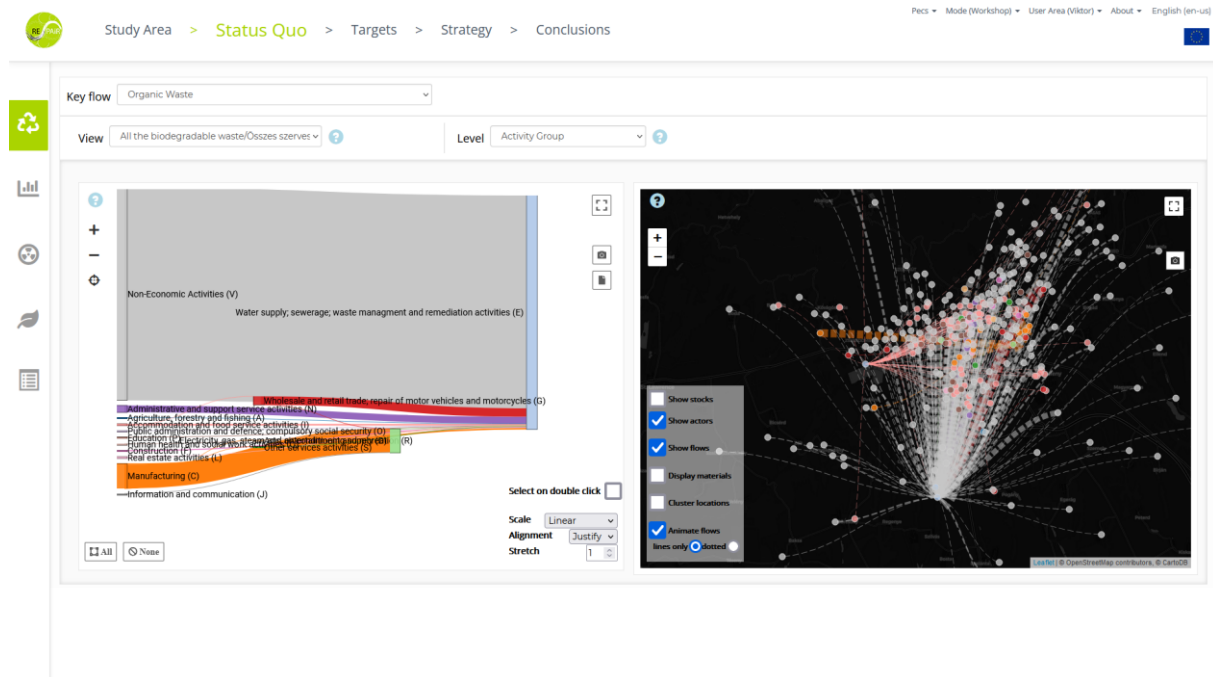 Pecs Mode (Workshop) User Area (Viktor) About English (en-us)
RE PAiR
Study Area > Status Quo > Targets > Strategy > Conclusions
Key flow Organic Waste
View All the biodegradable waste/Összes szerves
Level Activity Group
Non-Economic Activities (V)
Water supply; sewerage; waste managment and remediation activities (E)
Wholesale and retail trade; repair of motor vehicles and motorcycles (G)
Administrative and support service activities (N)
Agriculture, forestry and fishing (A)
Accommodation and food service activities (I)
Public administration and defence; compulsory social security (O)
Education (P)
Electricity, gas, steam
(R)
Human health and social work activities
Other services activities (S)
Construction (F)
Real estate activities (L)
Manufacturing (C)
Information and communication (J)
Select on double click
Scale Linear
Alignment Justify
Stretch 1
All None
+
−
Show stocks
Show actors
Show flows
Display materials
Cluster locations
Animate flows
lines only dotted
Leaflet | © OpenStreetMap contributors, © CartoDB